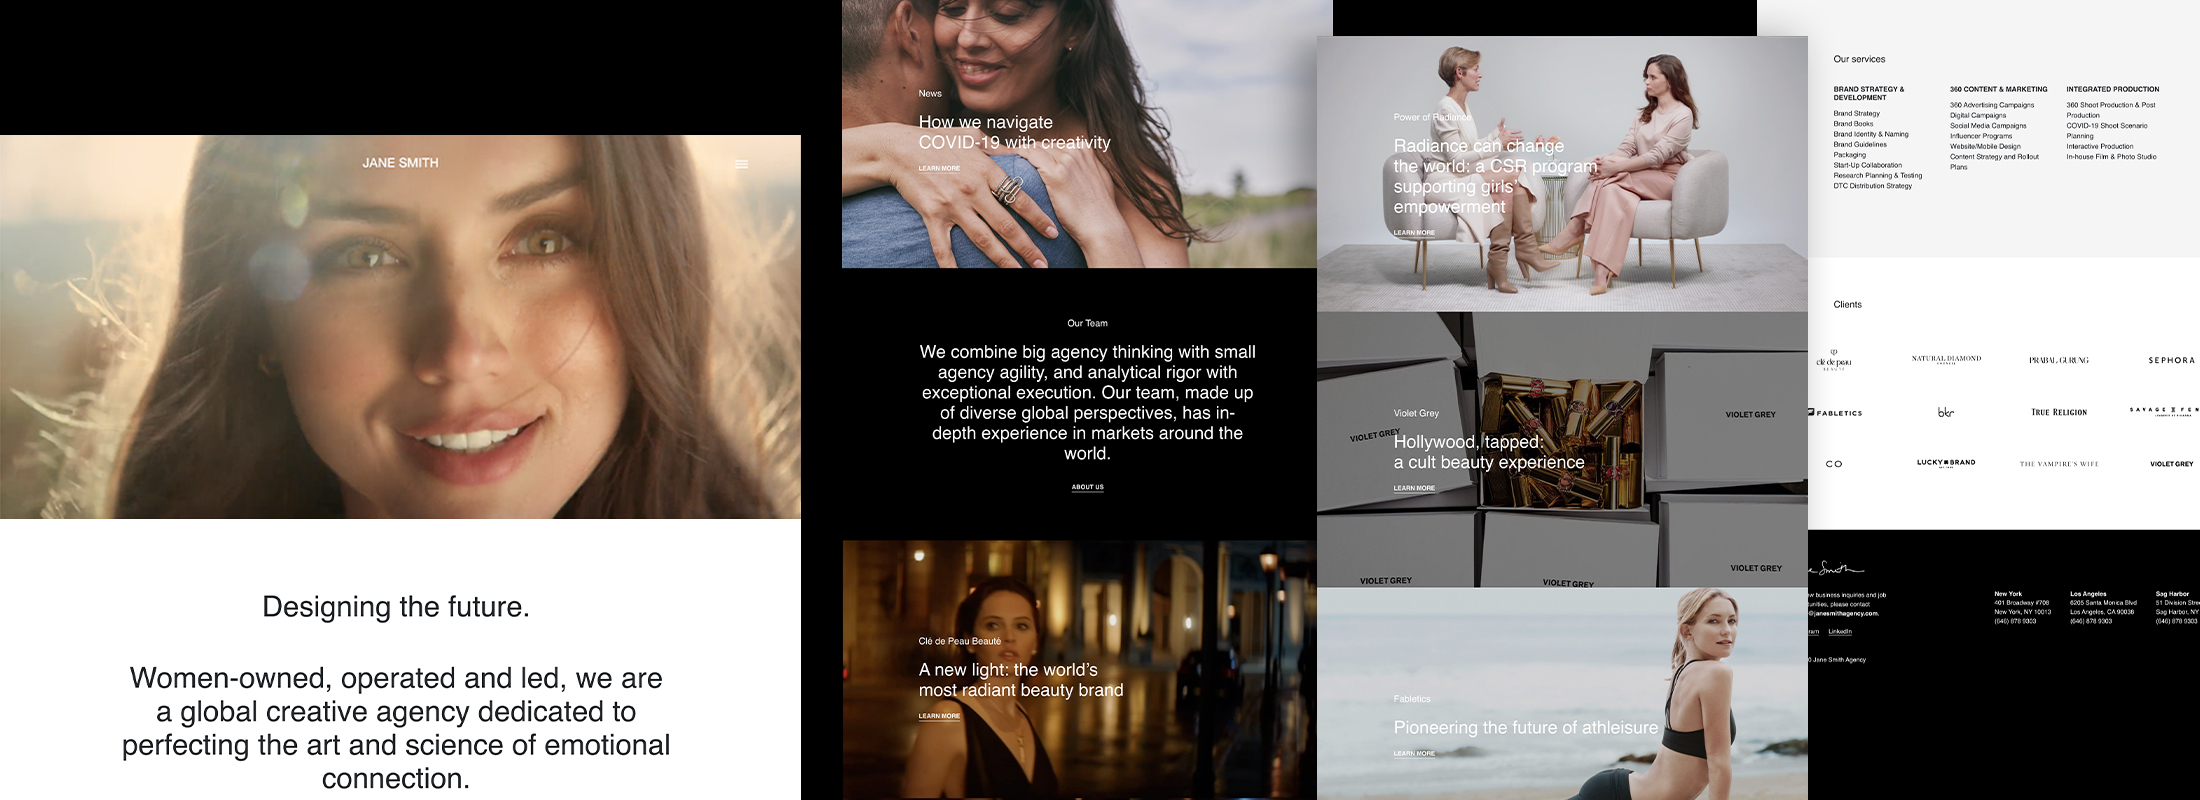 JANE SMITH
Designing the future.
Women-owned, operated and led, we are
a global creative agency dedicated to
perfecting the art and science of emotional
connection.
News
How we navigate
COVID-19 with creativity
LEARN MORE
Our Team
We combine big agency thinking with small
agency agility, and analytical rigor with
exceptional execution. Our team, made up
of diverse global perspectives, has in-
depth experience in markets around the
world.
ABOUT US
Clé de Peau Beauté
A new light: the world's
most radiant beauty brand
LEARN MORE
Power of Radiance
Radiance can change
the world: a CSR program
supporting girls'
empowerment
LEARN MORE
VIOLET GREY
VIOLET GREY
Violet Grey
Hollywood, tapped:
a cult beauty experience
LEARN MORE
VIOLET GREY
VIOLET GREY
VIOLET GREY
Fabletics
Pioneering the future of athleisure
LEARN MORE
Our services
BRAND STRATEGY &
DEVELOPMENT
Brand Strategy
Brand Books
Brand Identity & Naming
Brand Guidelines
Packaging
Start-Up Collaboration
Research Planning & Testing
DTC Distribution Strategy
360 CONTENT & MARKETING
360 Advertising Campaigns
Digital Campaigns
Social Media Campaigns
Influencer Programs
Website/Mobile Design
Content Strategy and Rollout
Plans
INTEGRATED PRODUCTION
360 Shoot Production & Post
Production
COVID-19 Shoot Scenario
Planning
Interactive Production
In-house Film & Photo Studio
Clients
clé de peau
BEAUTÉ
NATURAL DIAMOND
COUNCIL
PRABAL GURUNG
SEPHORA
FABLETICS
bkr
TRUE RELIGION
SAVAGE X FEN
CO
LUCKY BRAND
THE VAMPIRE'S WIFE
VIOLET GREY
e Smith
w business inquiries and job
unities, please contact
@janesmithagency.com.
ram LinkedIn
0 Jane Smith Agency
New York
401 Broadway #706
New York, NY 10013
(646) 878 9303
Los Angeles
6205 Santa Monica Blvd
Los Angeles, CA 90038
(646) 878 9303
Sag Harbor
51 Division Stre
Sag Harbor, NY
(646) 878 9303